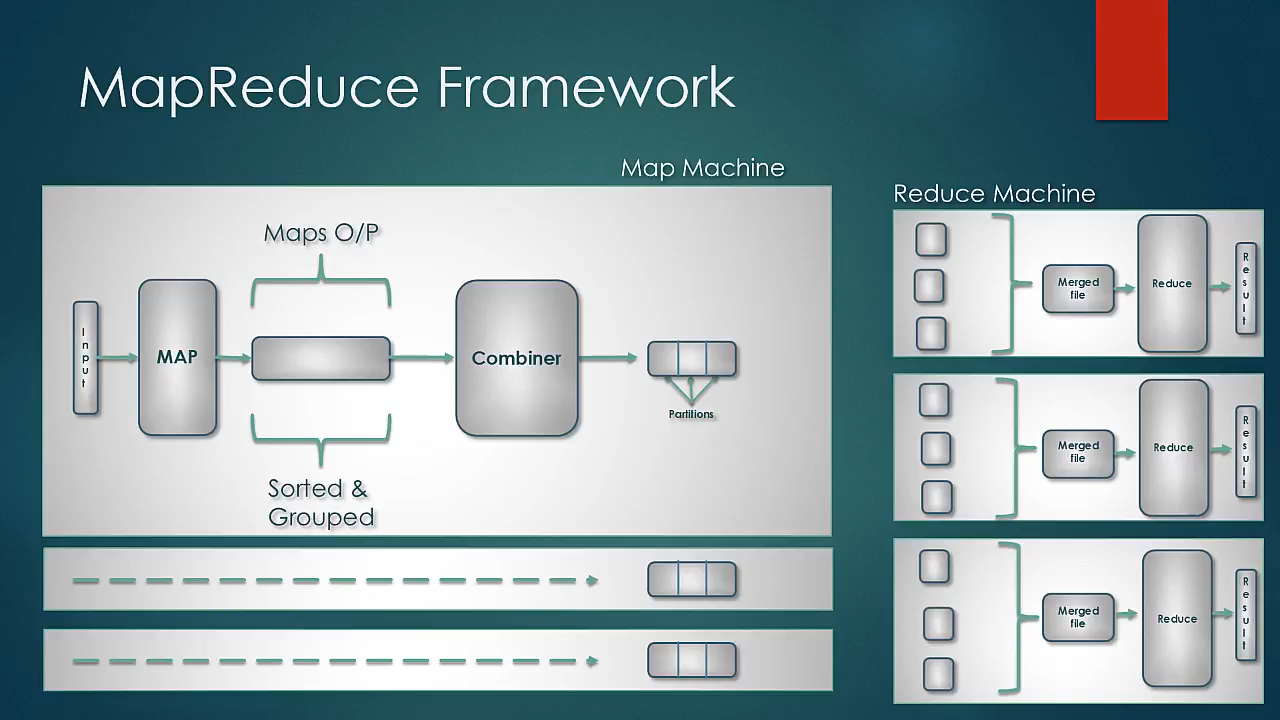 MapReduce Framework
Map Machine
Maps O/P
Input
MAP
Combiner
Partitions
Sorted &
Grouped
Reduce Machine
Merged
file
Reduce
Result
Merged
file
Reduce
Result
Merged
file
Reduce
Result